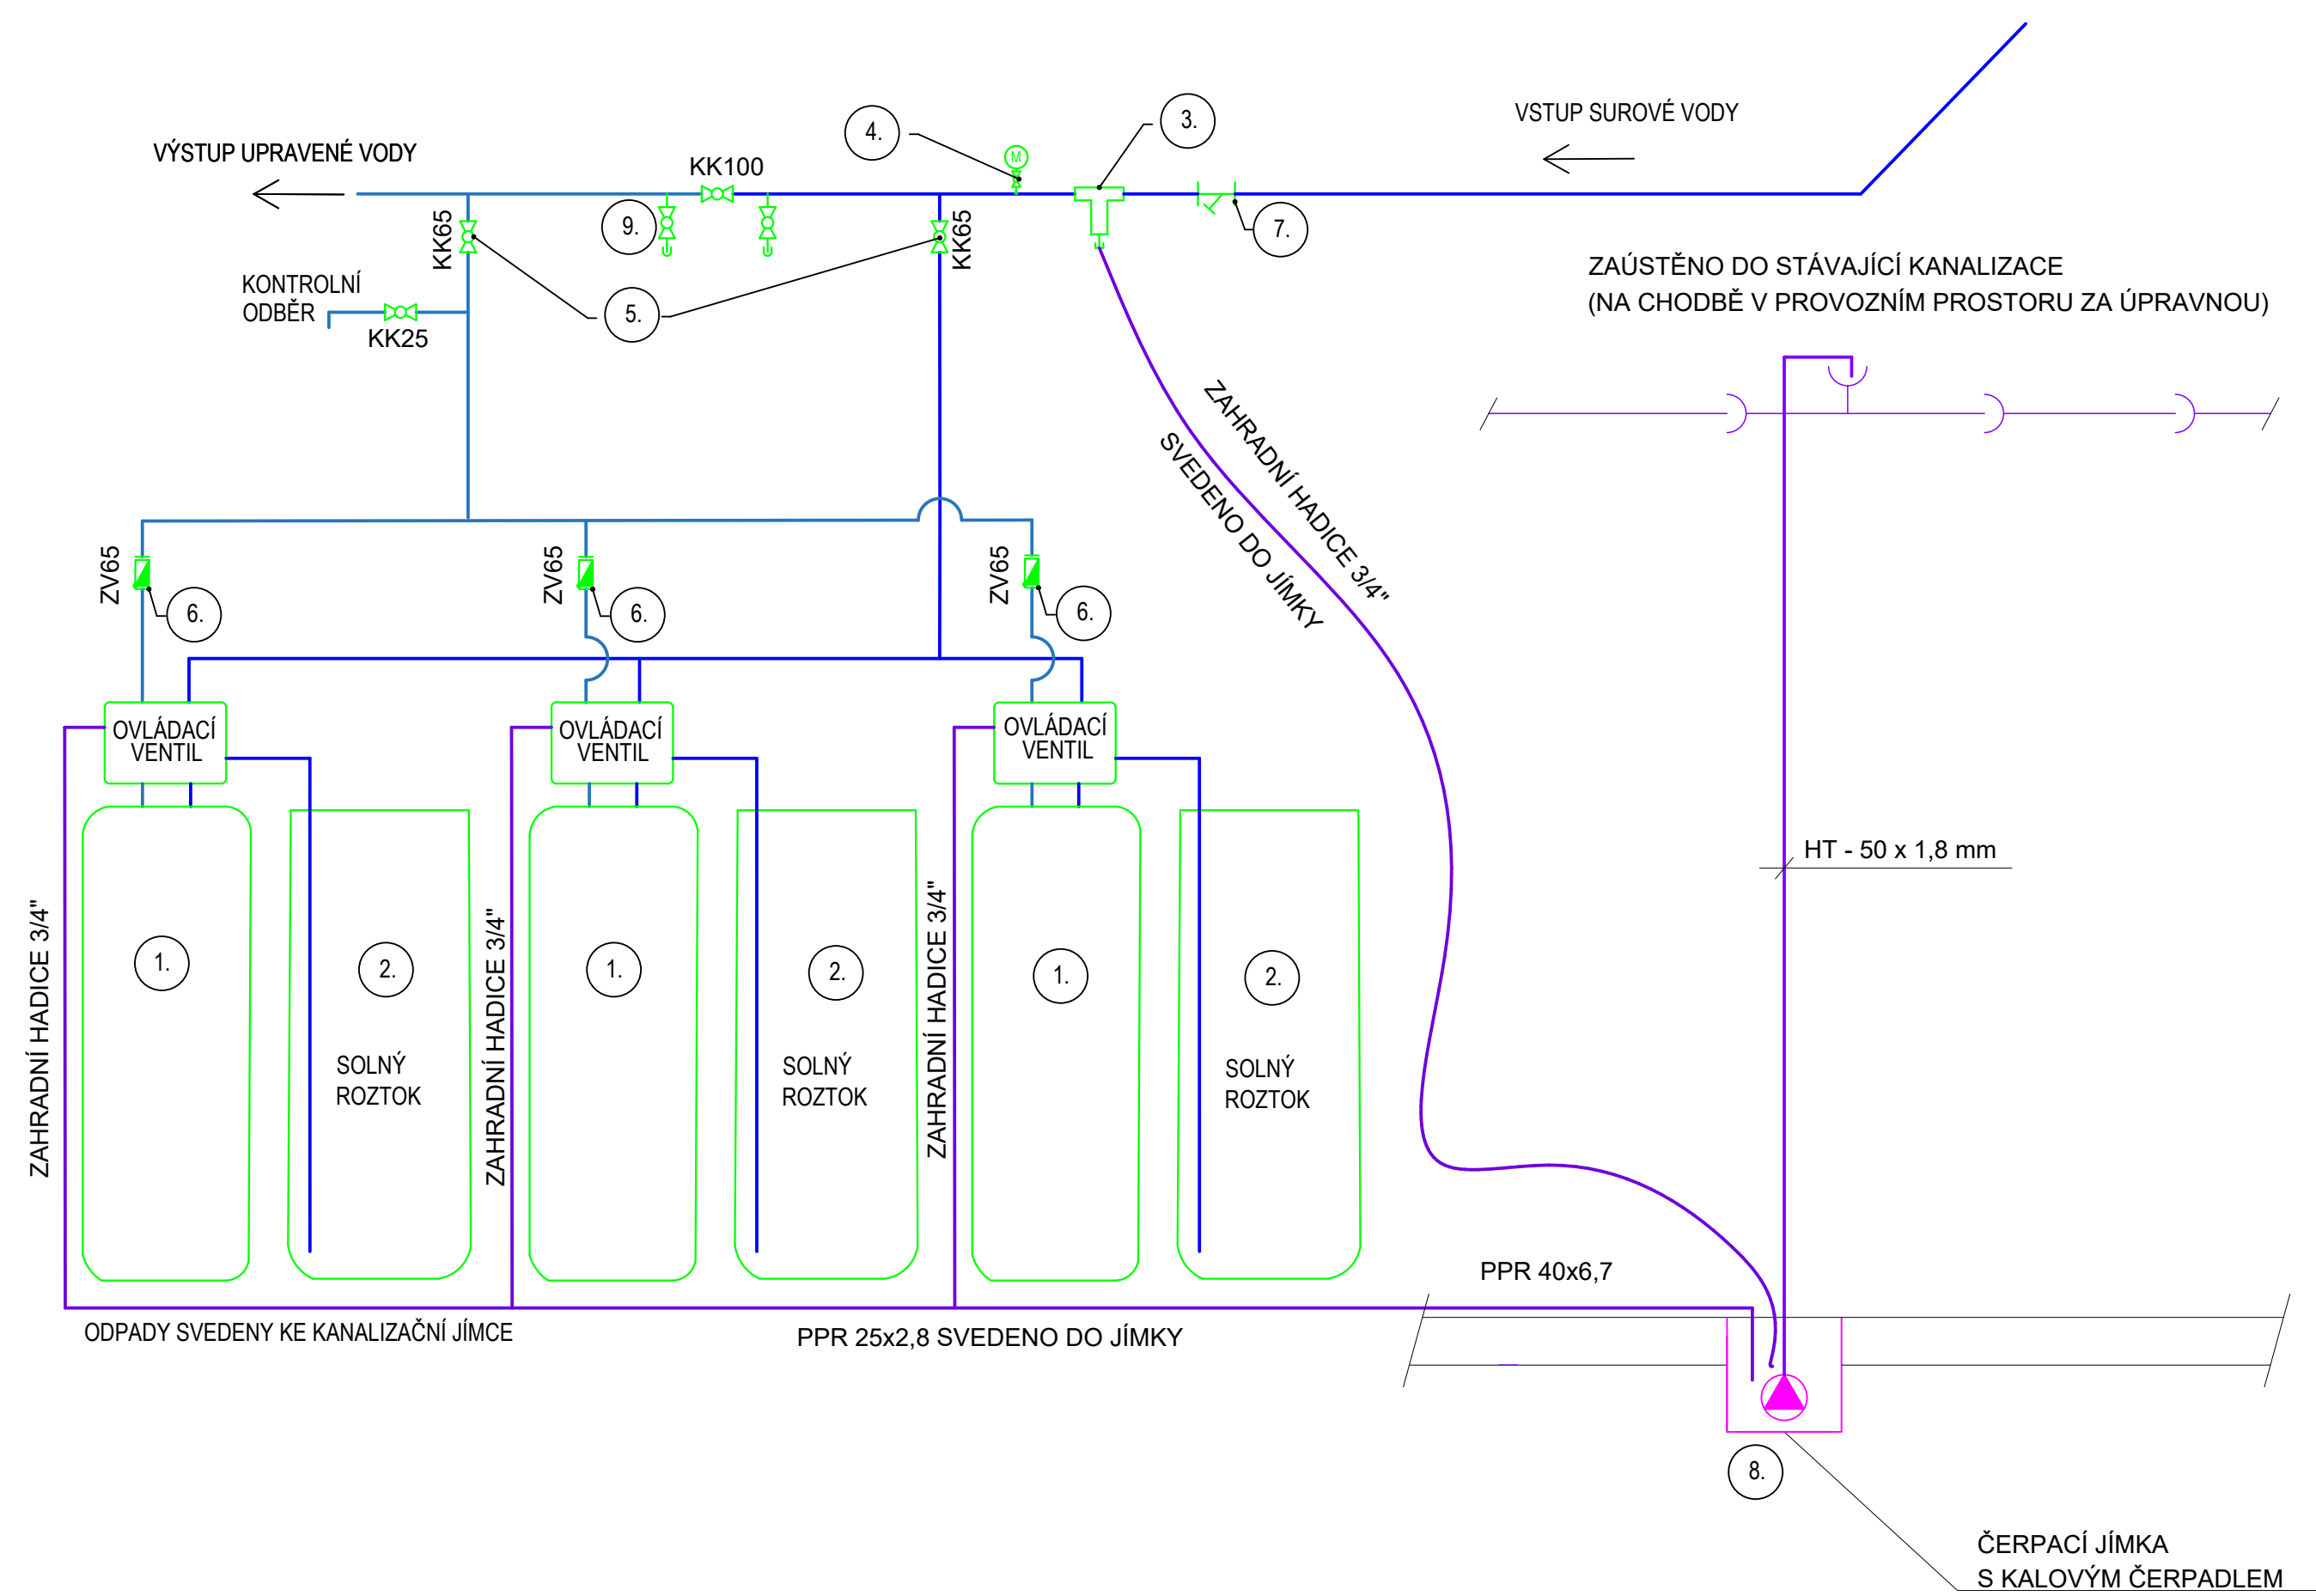 VSTUP SUROVÉ VODY
3.
4.
M
VÝSTUP UPRAVENÉ VODY
KK100
KK65
9.
KK65
7.
5.
KONTROLNÍ
ODBĚR
KK25
ZAÚSTĚNO DO STÁVAJÍCÍ KANALIZACE
(NA CHODBĚ V PROVOZNÍM PROSTORU ZA ÚPRAVNOU)
ZAHRADNÍ HADICE 3/4"
SVEDENO DO JÍMKY
ZV65
6.
ZV65
6.
ZV65
6.
OVLÁDACÍ
VENTIL
OVLÁDACÍ
VENTIL
OVLÁDACÍ
VENTIL
HT - 50 x 1,8 mm
ZAHRADNÍ HADICE 3/4"
1.
2.
SOLNÝ
ROZTOK
ZAHRADNÍ HADICE 3/4"
1.
2.
SOLNÝ
ROZTOK
ZAHRADNÍ HADICE 3/4"
1.
2.
SOLNÝ
ROZTOK
PPR 40x6,7
ODPADY SVEDENY KE KANALIZAČNÍ JÍMCE
PPR 25x2,8 SVEDENO DO JÍMKY
8.
ČERPACÍ JÍMKA
S KALOVÝM ČERPADLEM